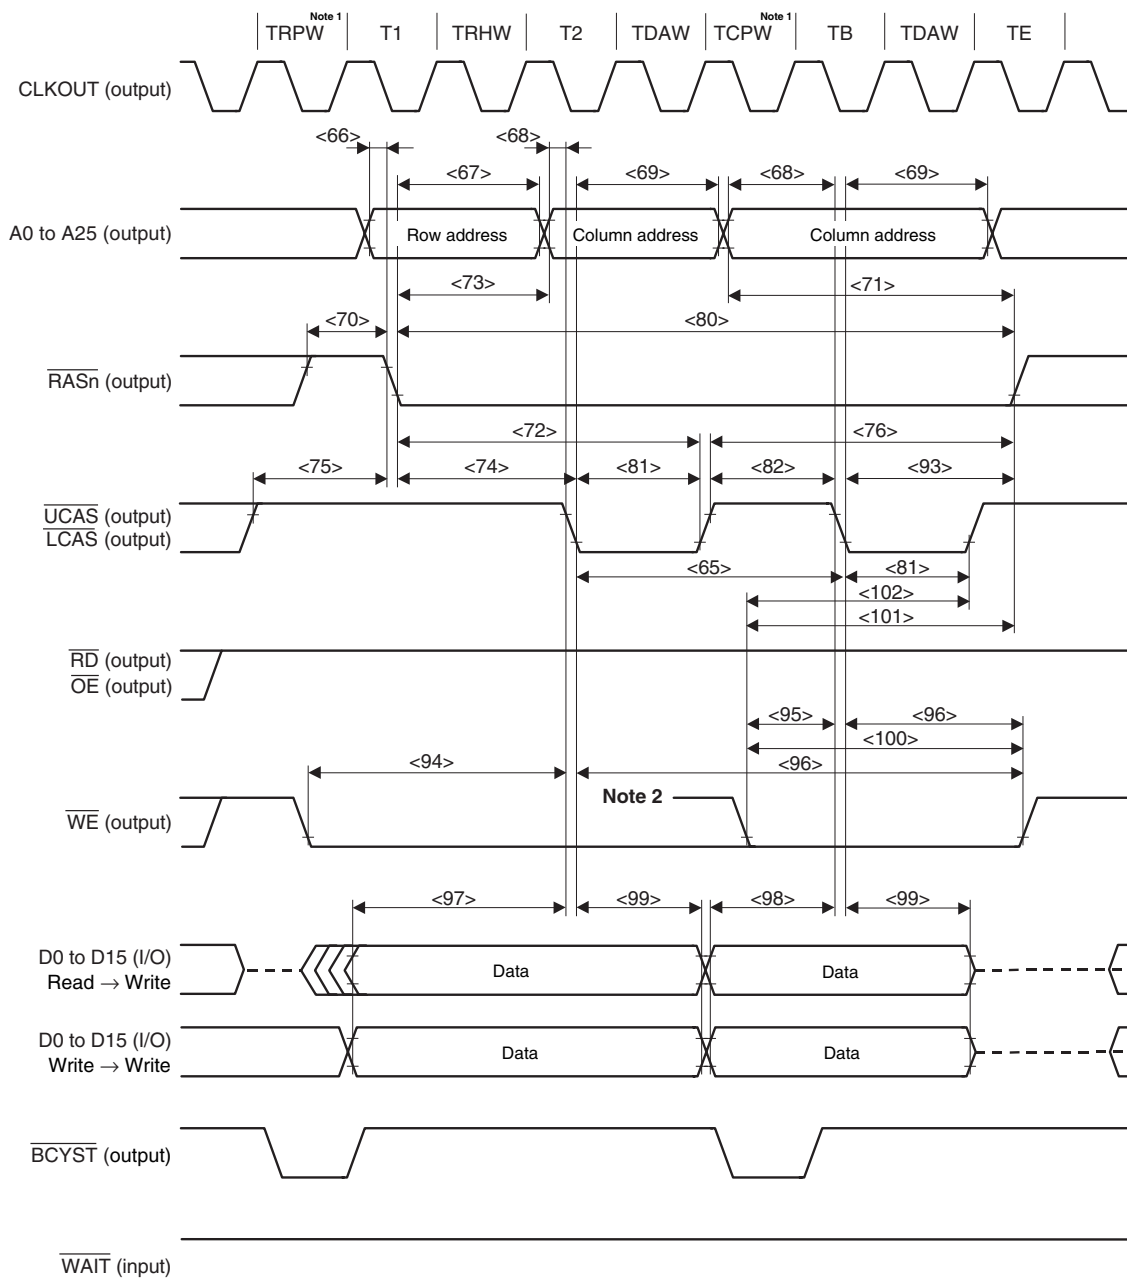 TRPW Note 1 T1 TRHW T2 TDAW TCPW Note 1 TB TDAW TE
CLKOUT (output)
<66> <68>
<67> <69> <68> <69>
A0 to A25 (output) Row address Column address Column address
<73> <71>
<70> <80>
RASn (output)
<72> <76>
<75> <74> <81> <82> <93>
UCAS (output)
LCAS (output)
<65> <81>
<102>
<101>
RD (output)
OE (output)
<95> <96>
<100>
<94> <96>
Note 2
WE (output)
<97> <99> <98> <99>
D0 to D15 (I/O)
Read → Write
Data Data
D0 to D15 (I/O)
Write → Write
Data Data
BCYST (output)
WAIT (input)